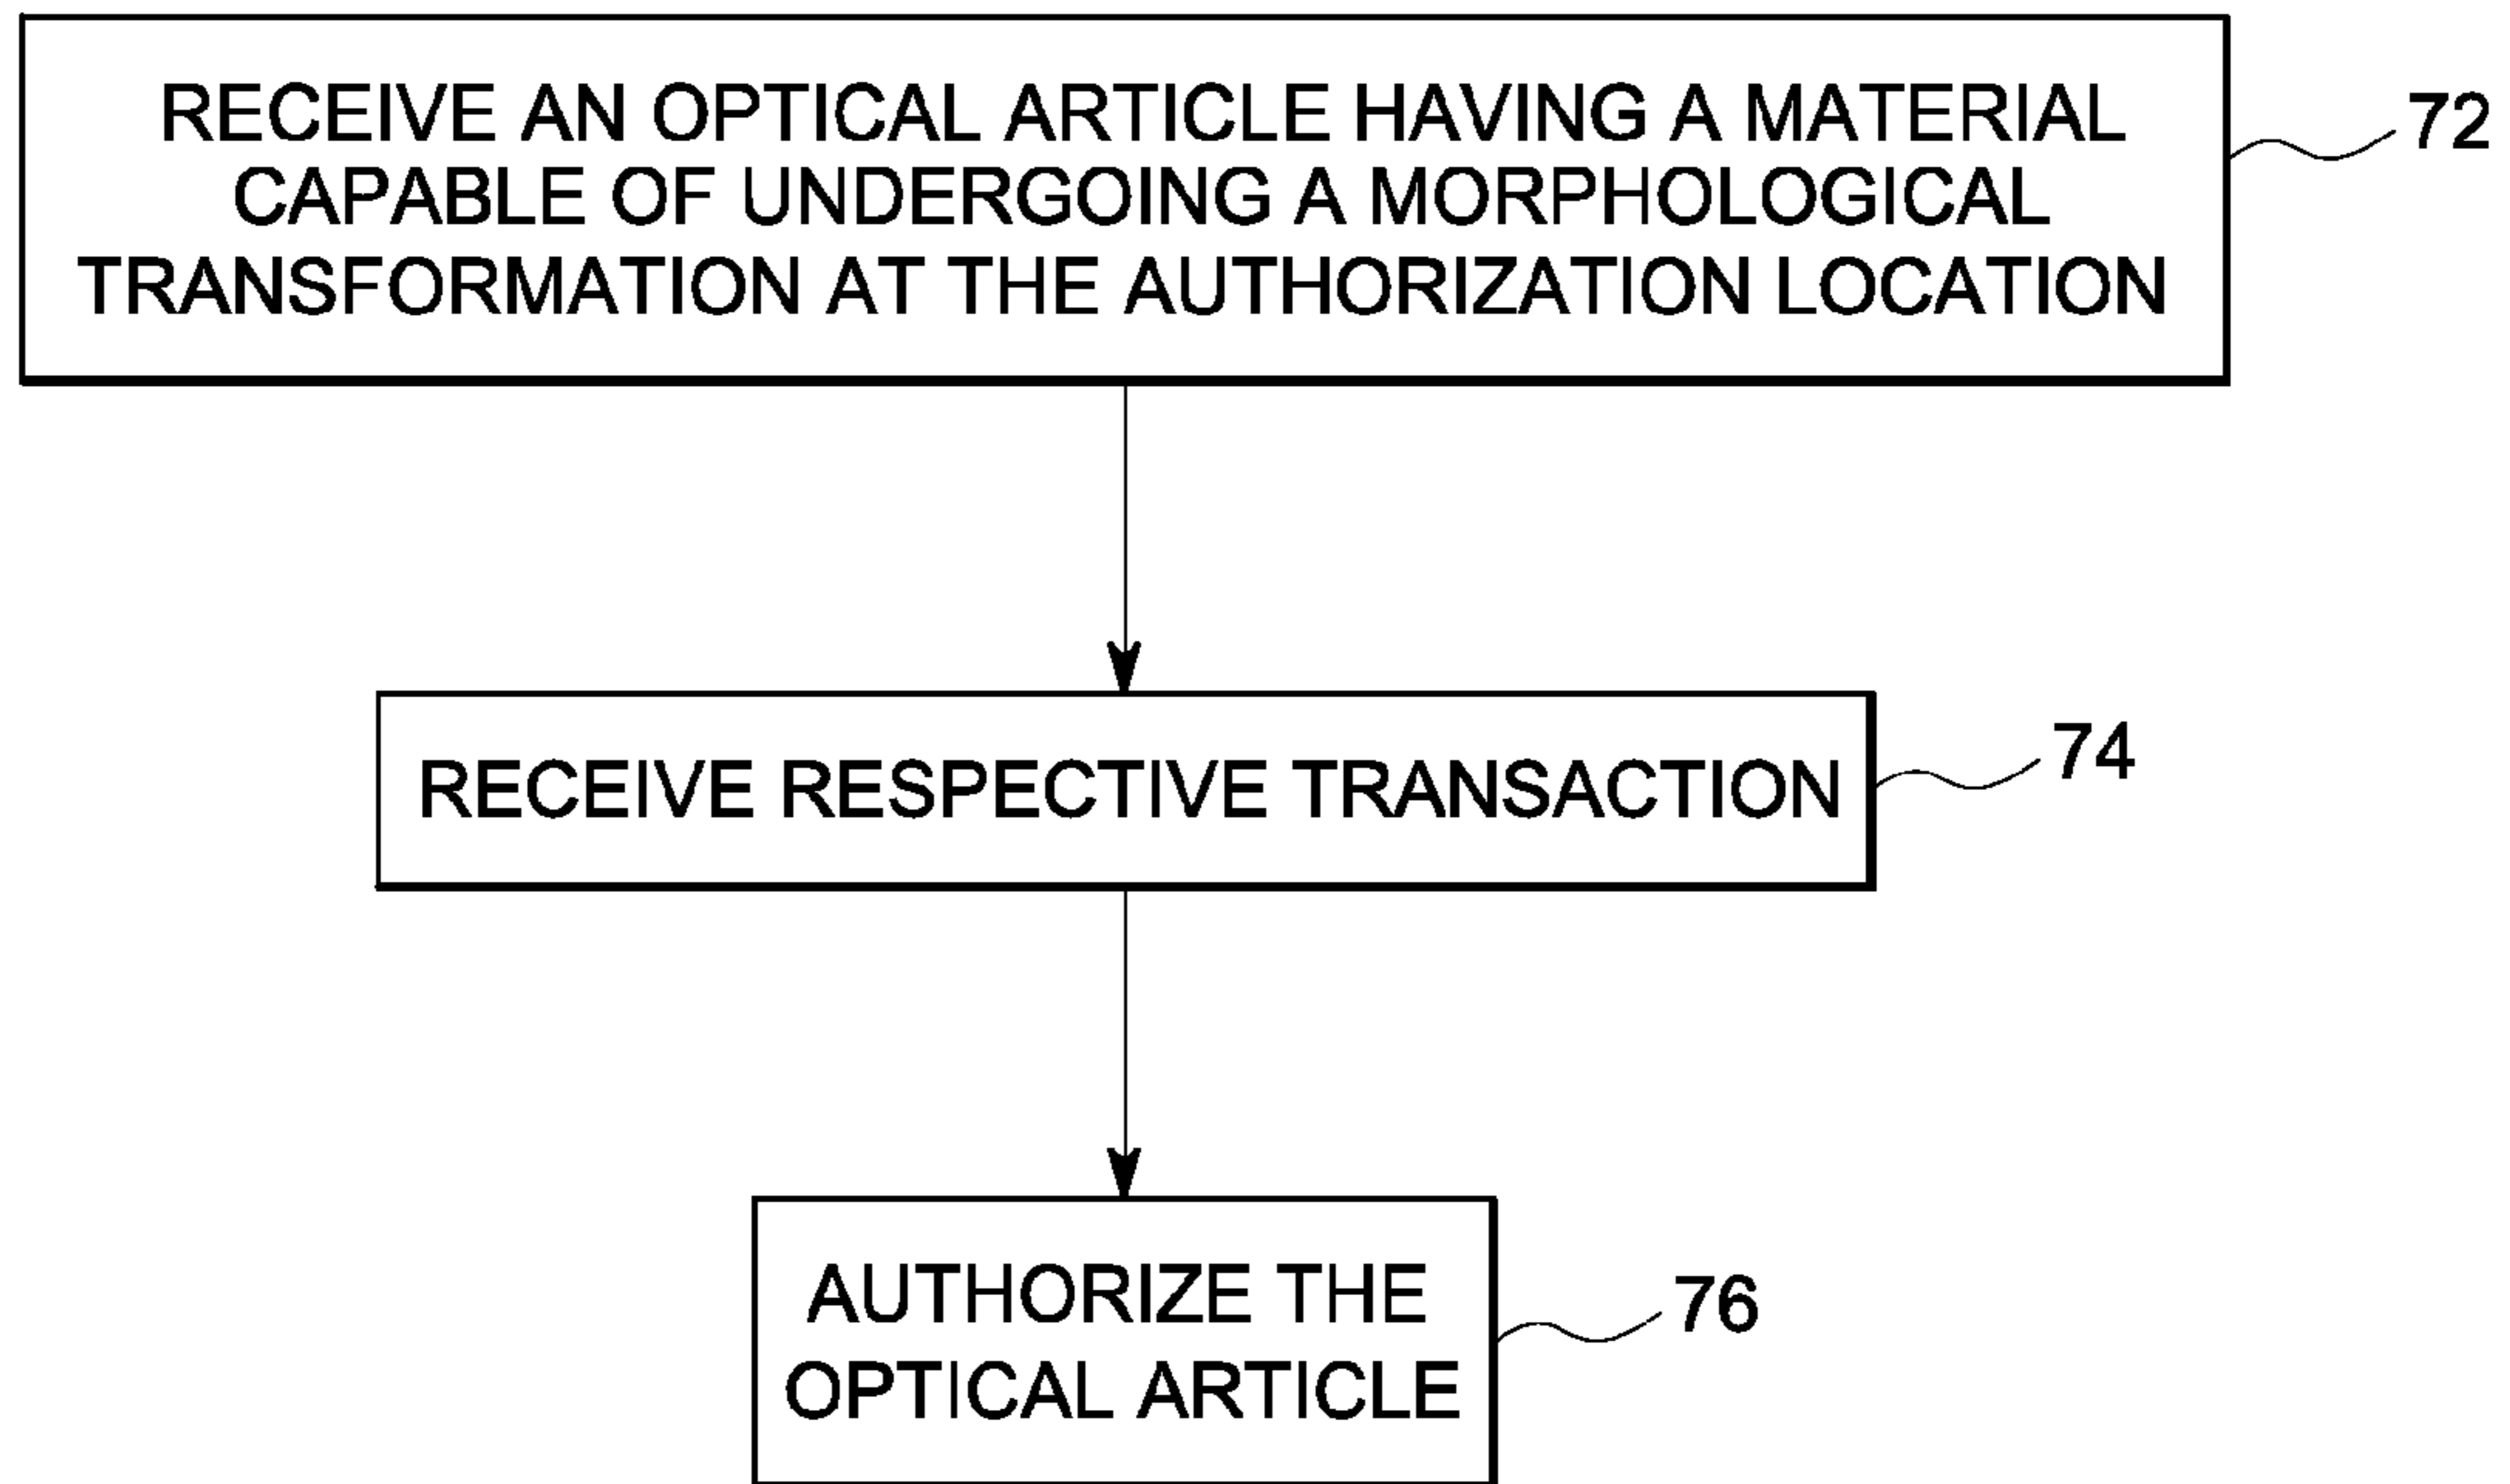 RECEIVE AN OPTICAL ARTICLE HAVING A MATERIAL
CAPABLE OF UNDERGOING A MORPHOLOGICAL
TRANSFORMATION AT THE AUTHORIZATION LOCATION
72
RECEIVE RESPECTIVE TRANSACTION
74
AUTHORIZE THE
OPTICAL ARTICLE
76